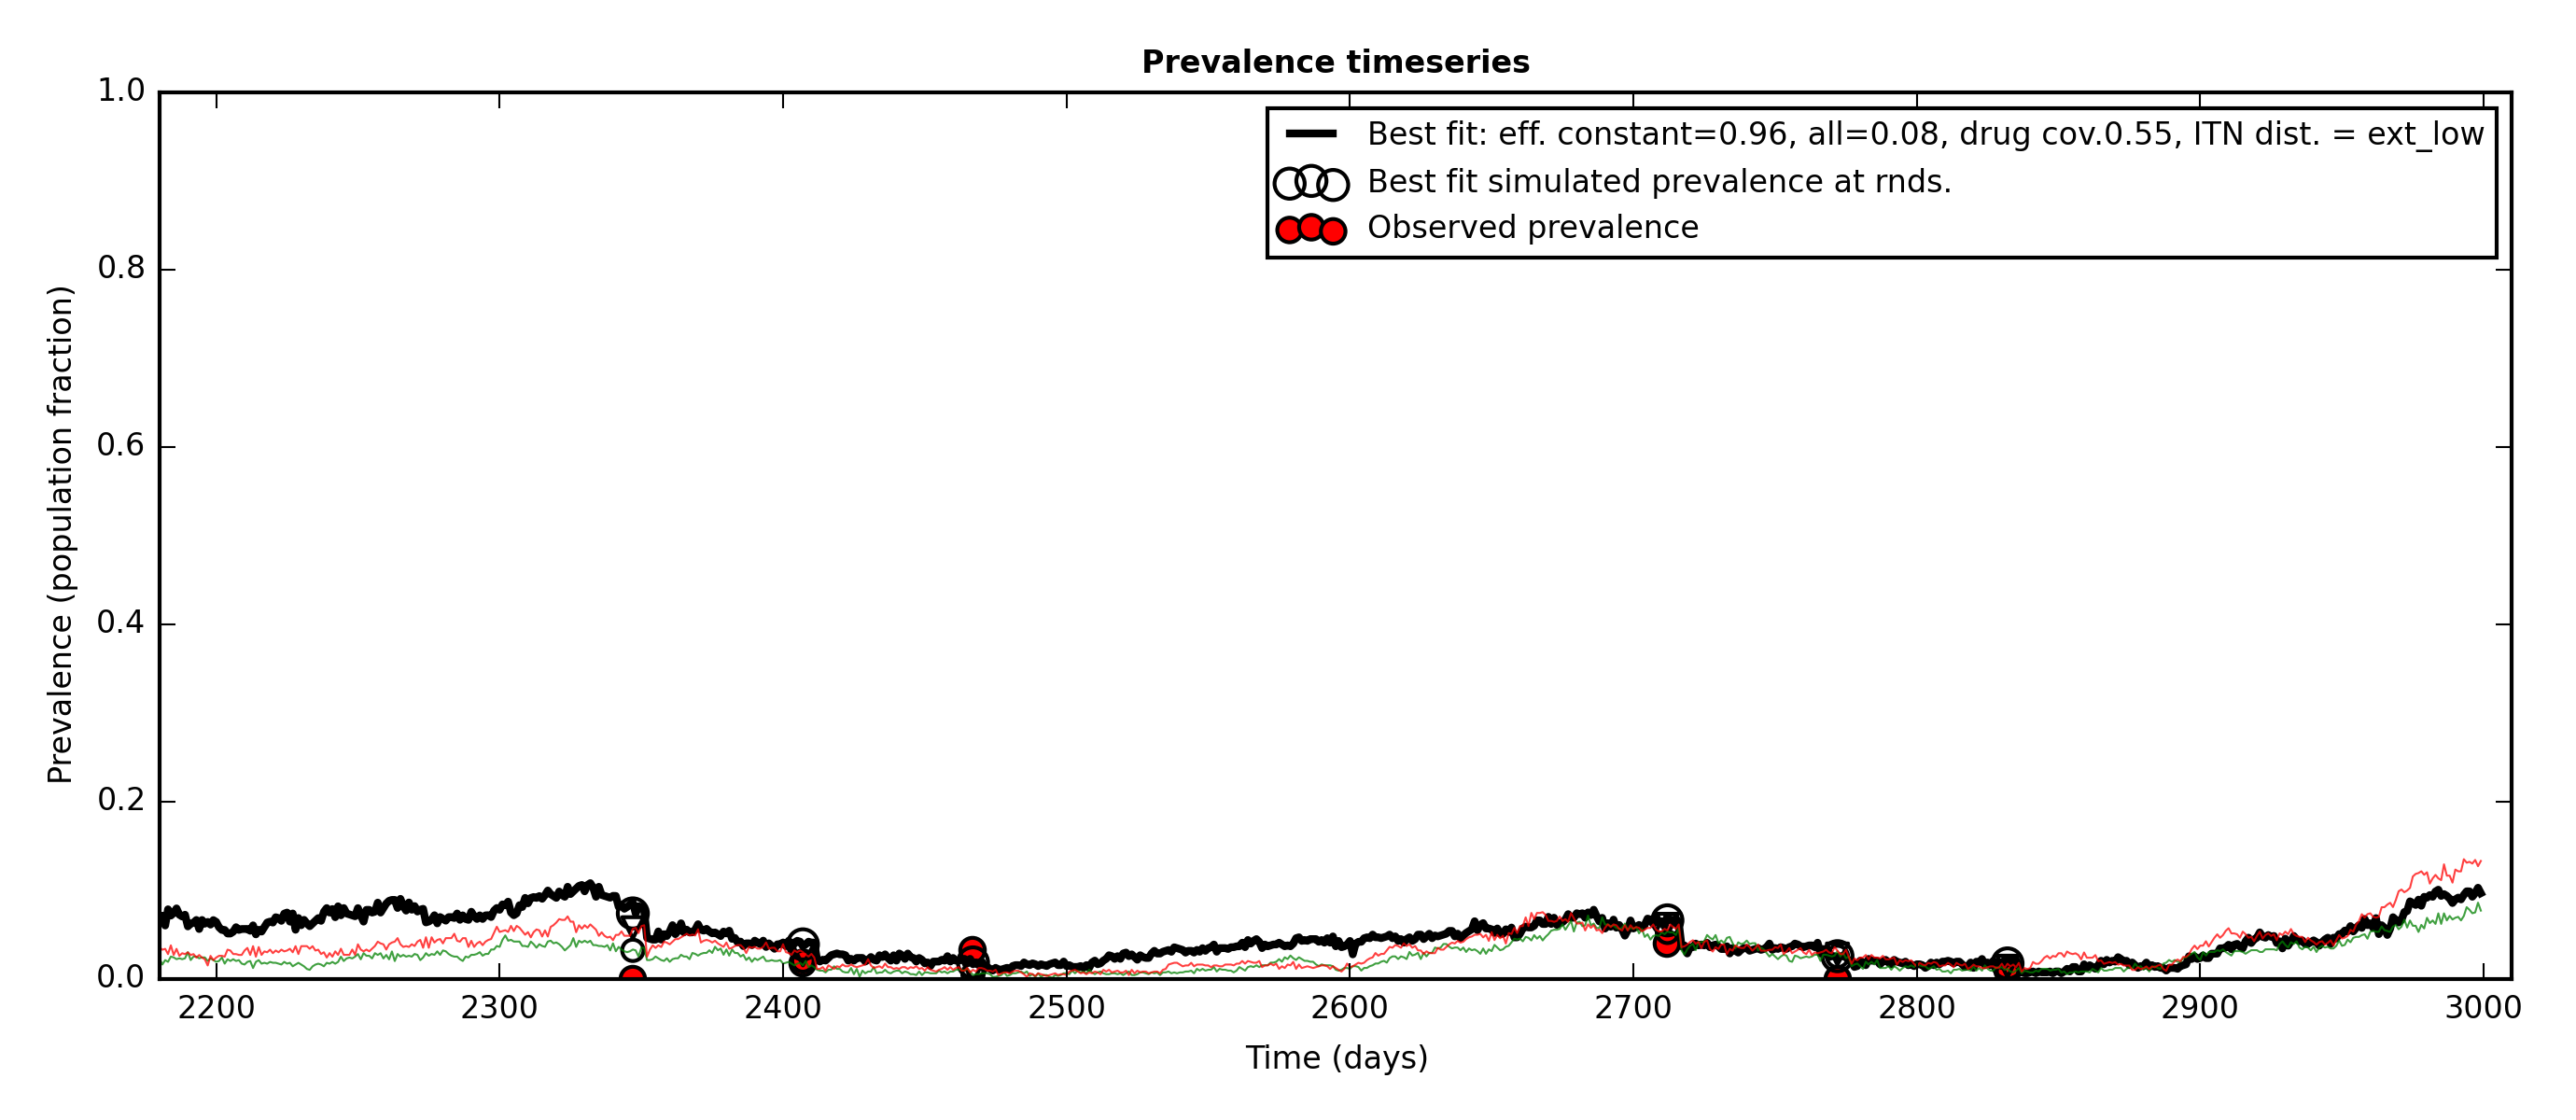 Prevalence timeseries
1.0
0.8
0.6
0.4
0.2
0.0
Prevalence (population fraction)
Best fit: eff. constant=0.96, all=0.08, drug cov.0.55, ITN dist. = ext_low
Best fit simulated prevalence at rnds.
Observed prevalence
2200 2300 2400 2500 2600 2700 2800 2900 3000
Time (days)